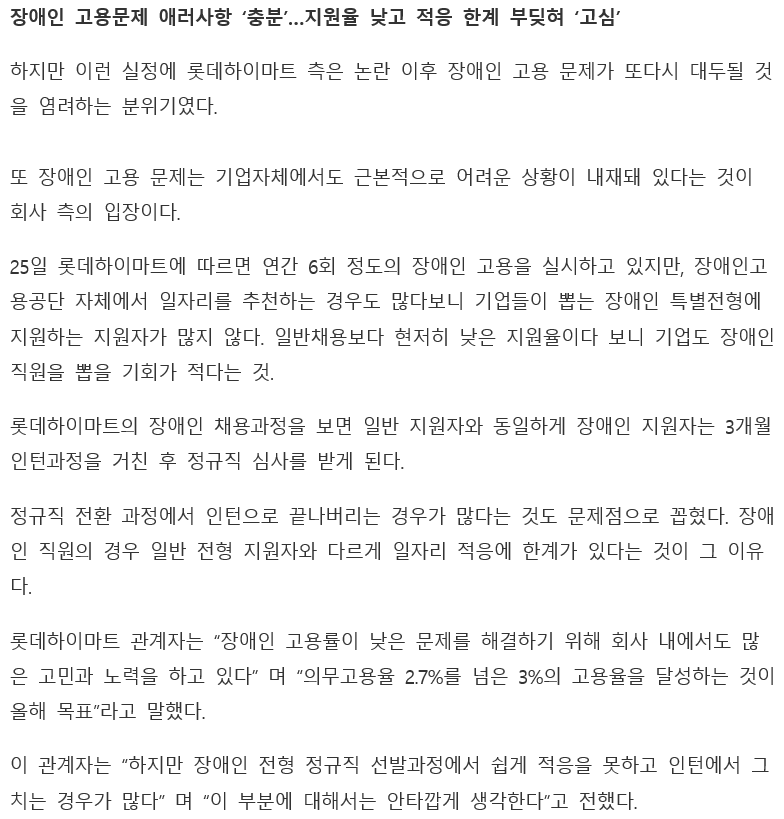 장애인 고용문제 애러사항 ‘충분’…지원율 낮고 적응 한계 부딪혀 ‘고심’
하지만 이런 실정에 롯데하이마트 측은 논란 이후 장애인 고용 문제가 또다시 대두될 것
을 염려하는 분위기였다.
또 장애인 고용 문제는 기업자체에서도 근본적으로 어려운 상황이 내재돼 있다는 것이
회사 측의 입장이다.
25일 롯데하이마트에 따르면 연간 6회 정도의 장애인 고용을 실시하고 있지만, 장애인고
용공단 자체에서 일자리를 추천하는 경우도 많다보니 기업들이 뽑는 장애인 특별전형에
지원하는 지원자가 많지 않다. 일반채용보다 현저히 낮은 지원율이다 보니 기업도 장애인
직원을 뽑을 기회가 적다는 것.
롯데하이마트의 장애인 채용과정을 보면 일반 지원자와 동일하게 장애인 지원자는 3개월
인턴과정을 거친 후 정규직 심사를 받게 된다.
정규직 전환 과정에서 인턴으로 끝나버리는 경우가 많다는 것도 문제점으로 꼽혔다. 장애
인 직원의 경우 일반 전형 지원자와 다르게 일자리 적응에 한계가 있다는 것이 그 이유
다.
롯데하이마트 관계자는 “장애인 고용률이 낮은 문제를 해결하기 위해 회사 내에서도 많
은 고민과 노력을 하고 있다” 며 “의무고용율 2.7%를 넘은 3%의 고용율을 달성하는 것이
올해 목표”라고 말했다.
이 관계자는 “하지만 장애인 전형 정규직 선발과정에서 쉽게 적응을 못하고 인턴에서 그
치는 경우가 많다” 며 “이 부분에 대해서는 안타깝게 생각한다”고 전했다.